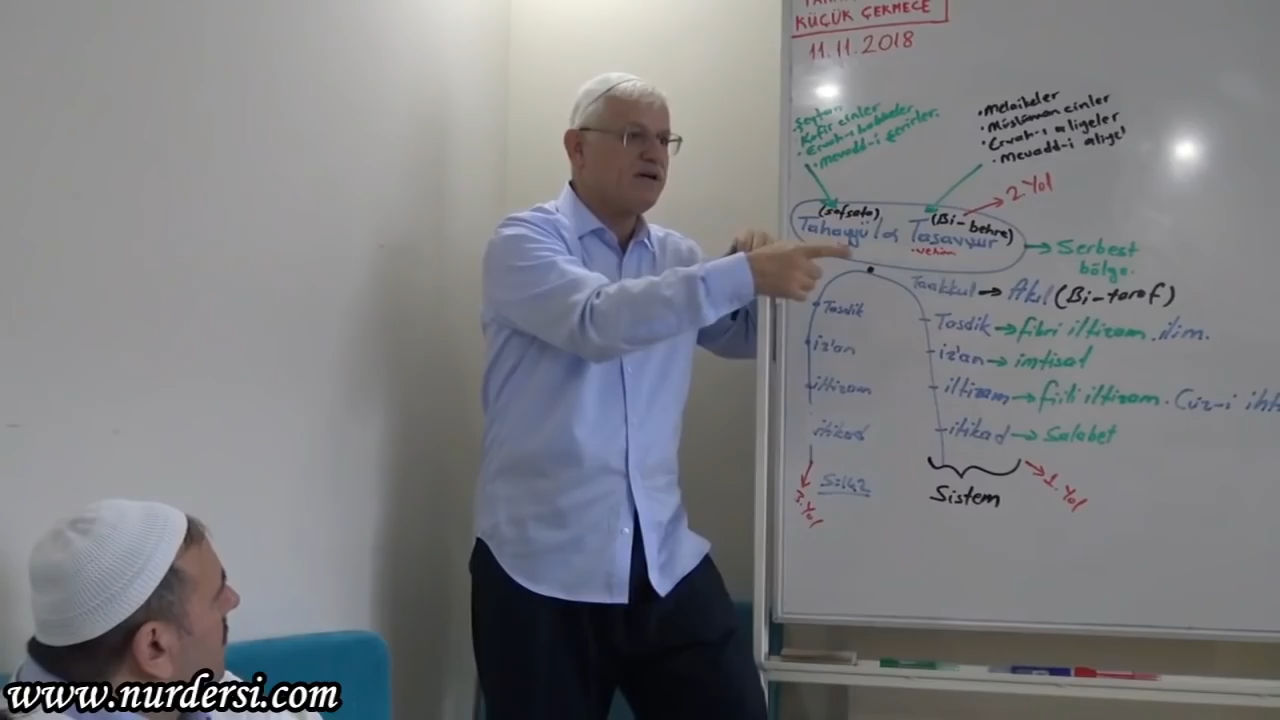 KÜÇÜK ÇEKMECE
11.11.2018
Şeytan
Kafir cinler
• Ervah-ı habiseler
• mevadd-i şerirler.
• Melaikeler
• Müslüman cinler
• Ervah-ı aliyeler
• Mevadd-i aliye
2. Yol
(safsata)
(Bi-behre)
Tahayyül Tasavvur
• vehim
Serbest
bölge.
Taakkul → Akıl (Bi-taraf)
Tasdik
Tasdik → fikri iltizam. ilim.
iz'an
iz'an → imtisal
iltizam
iltizam → fiili iltizam. Cüz-i iht
itikad
itikad → Salabet
S=142
Sistem
1. Yol
3. Yol
www.nurdersi.com